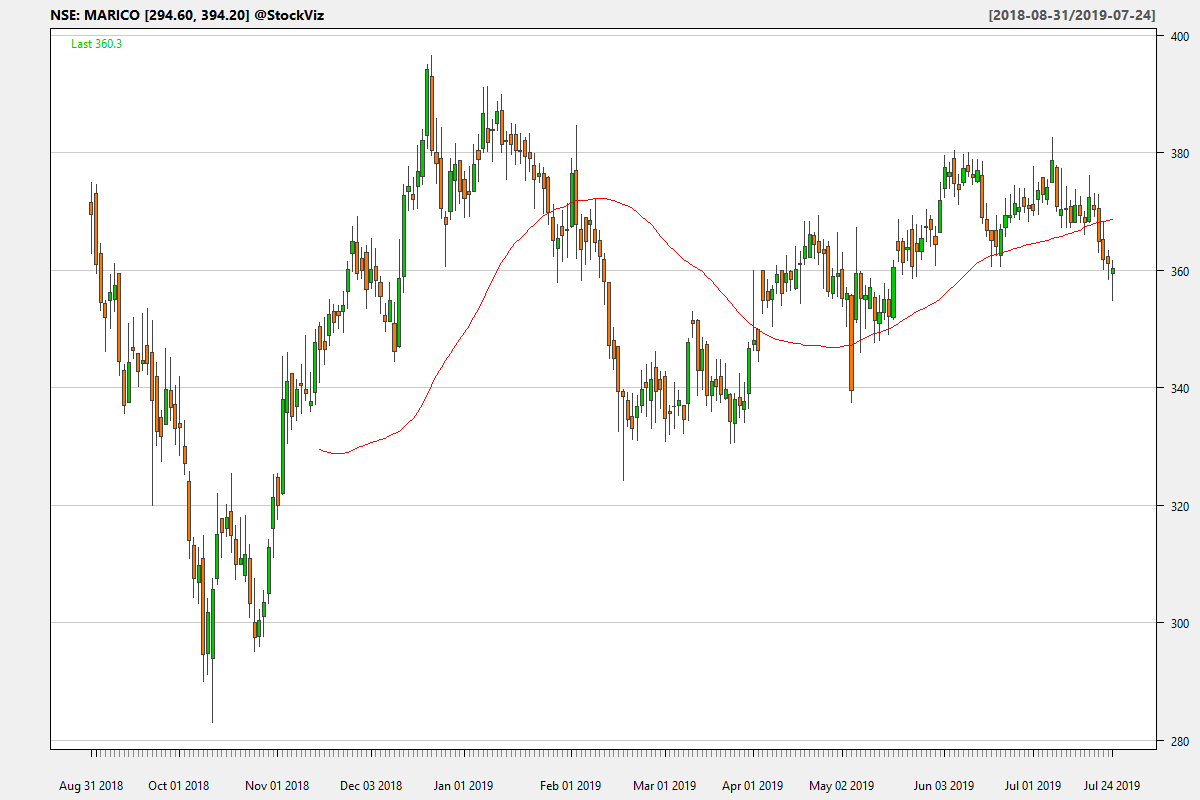 NSE: MARICO [294.60, 394.20] @StockViz
[2018-08-31/2019-07-24]
Last 360.3
400
380
360
340
320
300
280
Aug 31 2018
Oct 01 2018
Nov 01 2018
Dec 03 2018
Jan 01 2019
Feb 01 2019
Mar 01 2019
Apr 01 2019
May 02 2019
Jun 03 2019
Jul 01 2019
Jul 24 2019